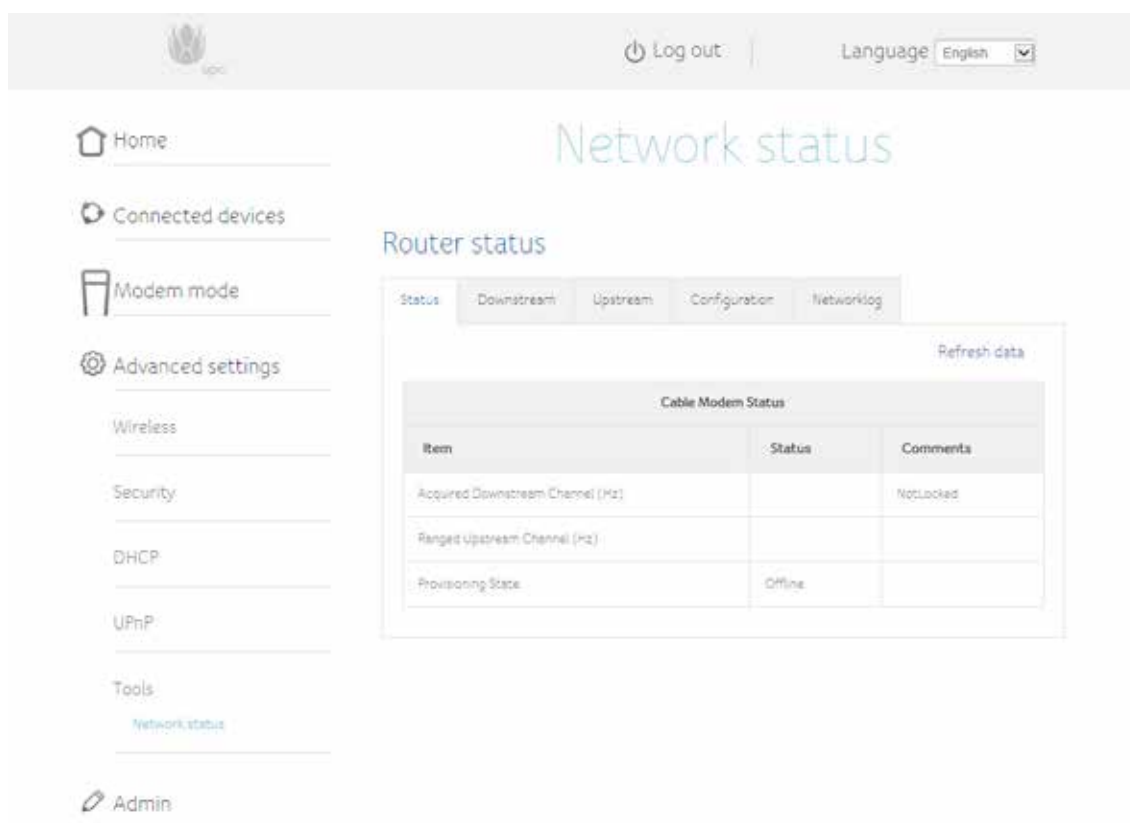 upc
Log out
Language English
Home
Connected devices
Modem mode
Advanced settings
Wireless
Security
DHCP
UPnP
Tools
Network status
Admin
Network status
Router status
Status Downstream Upstream Configuration Networklog
Refresh data
Cable Modem Status
Item Status Comments
Acquired Downstream Channel (Hz) NotLocked
Ranged Upstream Channel (Hz)
Provisioning State Offline